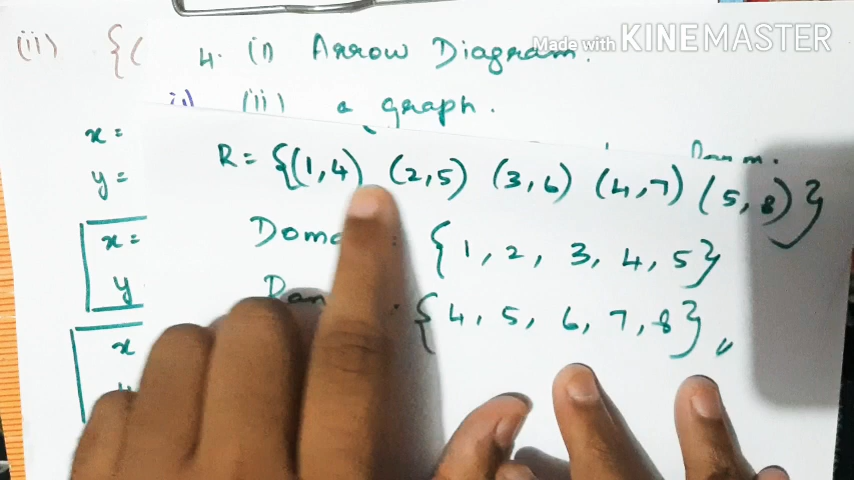 (ii) {( 4. (i) Arrow Diagram.
Made with KINEMASTER
(ii) a graph.
x =
R = {(1,4) (2,5) (3,6) (4,7) (5,8)}
y =
x = Doma : {1, 2, 3, 4, 5}
y Ran : {4, 5, 6, 7, 8}
x